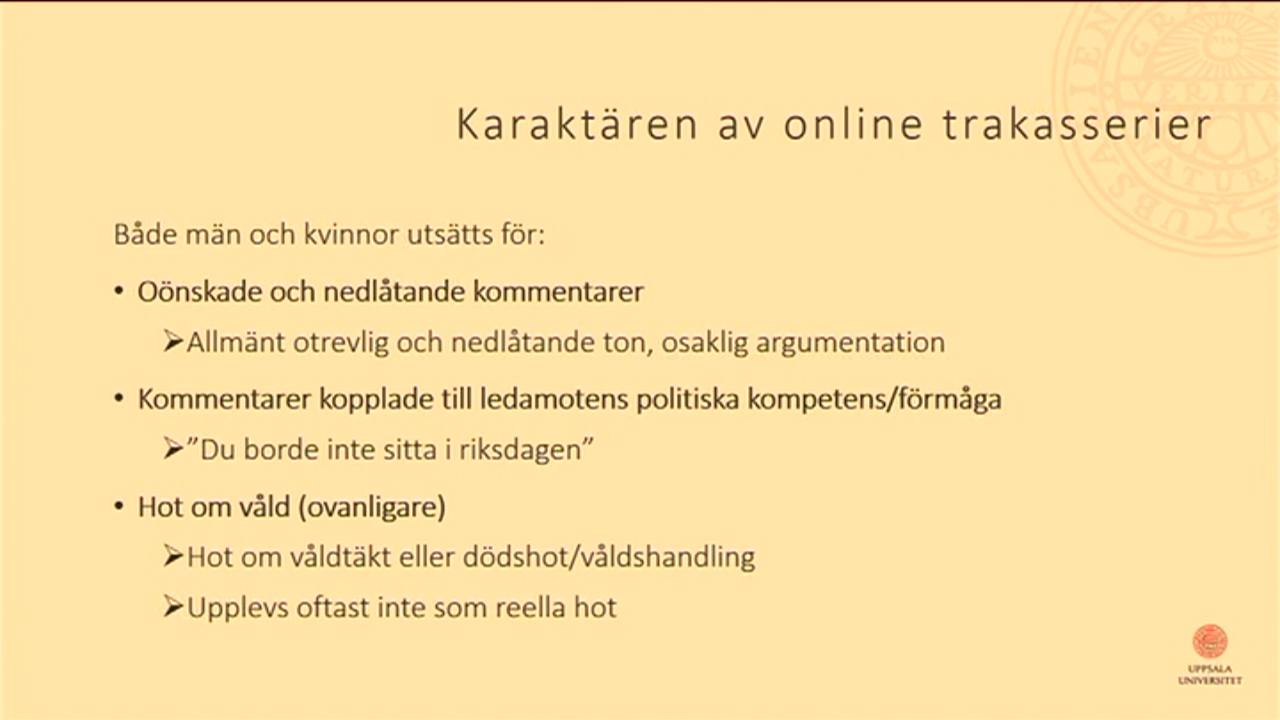 Karaktären av online trakasserier
Både män och kvinnor utsätts för:
• Oönskade och nedlåtande kommentarer
➢Allmänt otrevlig och nedlåtande ton, osaklig argumentation
• Kommentarer kopplade till ledamotens politiska kompetens/förmåga
➢”Du borde inte sitta i riksdagen”
• Hot om våld (ovanligare)
➢Hot om våldtäkt eller dödshot/våldshandling
➢Upplevs oftast inte som reella hot
UPPSALA
UNIVERSITET